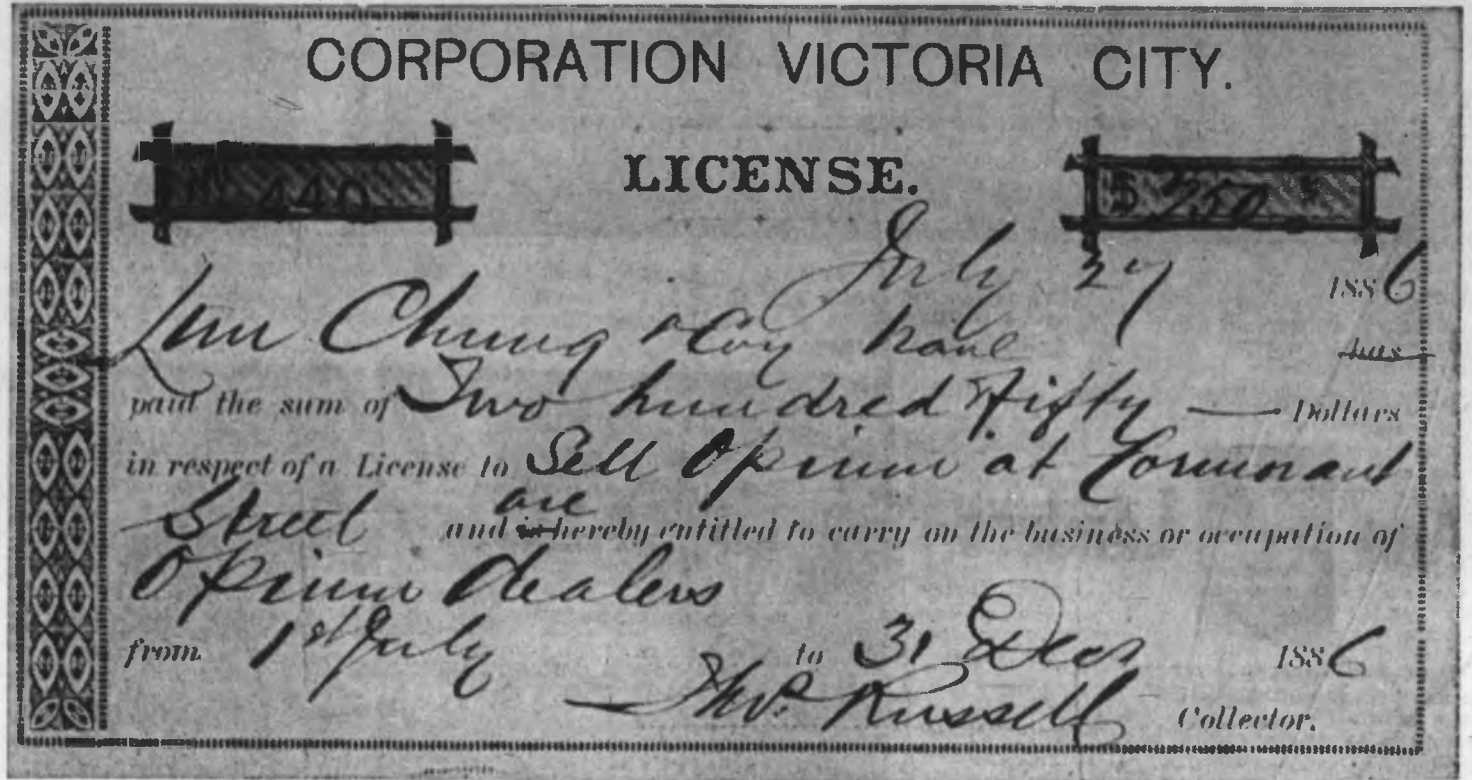 CORPORATION VICTORIA CITY.
440 LICENSE. $ 250
July 27 1886
Chung & Coy have has
paid the sum of Two hundred Fifty — Dollars
in respect of a License to Sell Opium at Cormorant
Street and is are hereby entitled to carry on the business or occupation of
Opium dealers
from 1st July to 31 Decr 1886
Thos. Russell Collector.